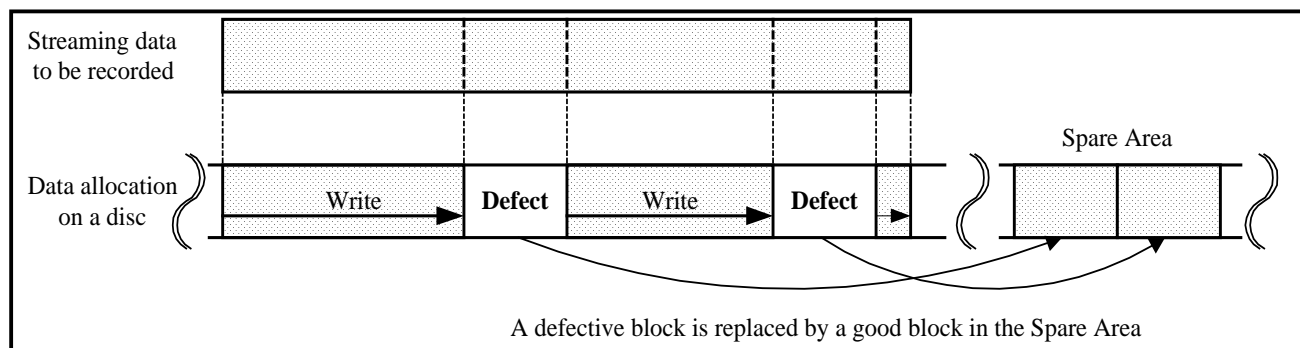 Streaming data
to be recorded
Spare Area
Data allocation
on a disc
Write
Defect
Write
Defect
A defective block is replaced by a good block in the Spare Area